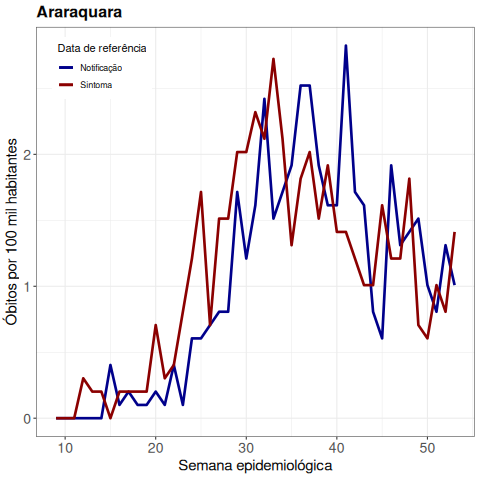 Araraquara
Data de referência
Notificação
Sintoma
Óbitos por 100 mil habitantes
2
1
0
10 20 30 40 50
Semana epidemiológica